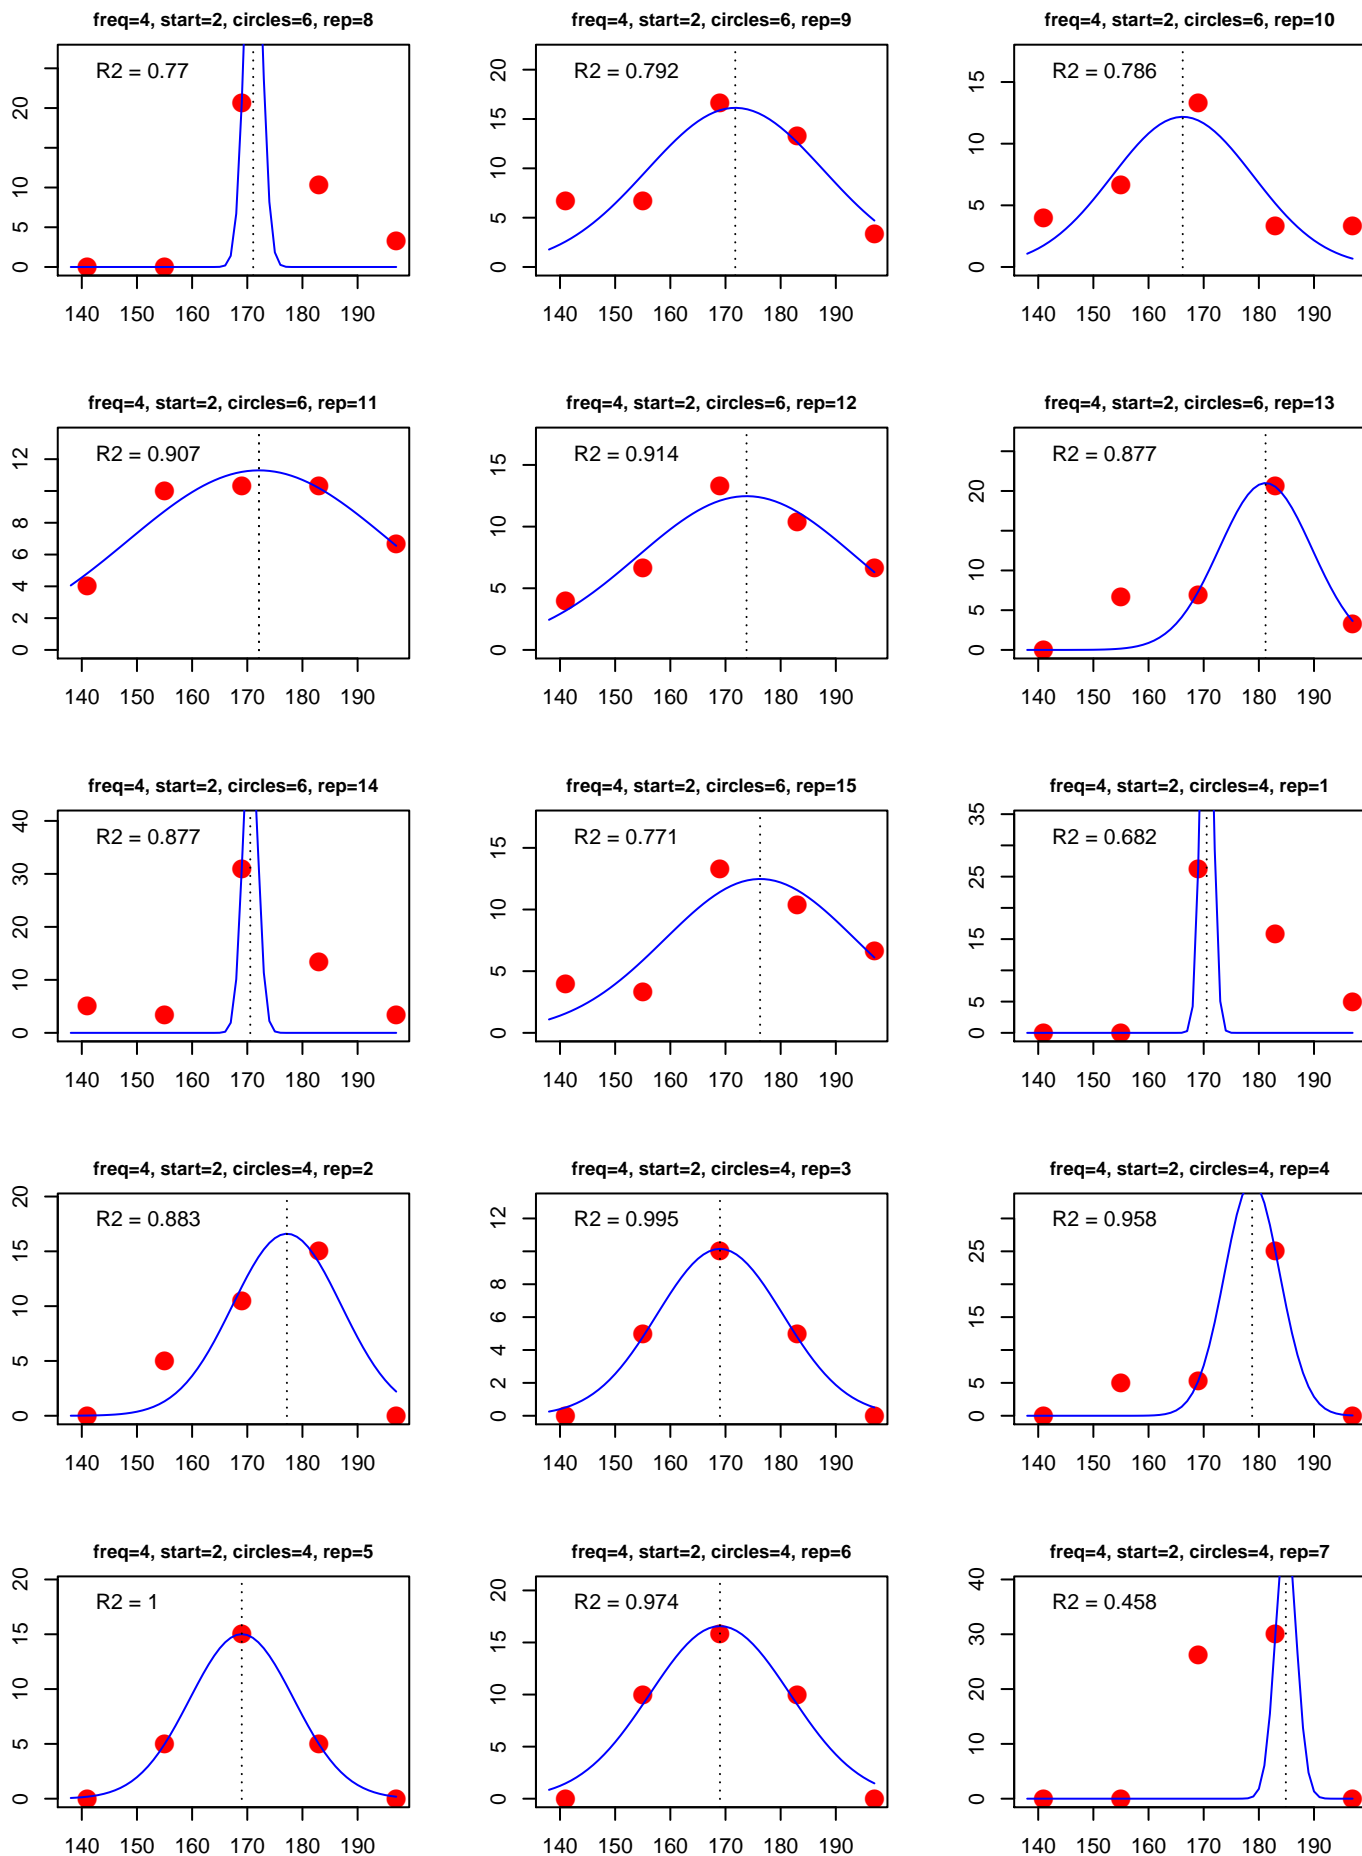 freq=4, start=2, circles=6, rep=8
R2 = 0.77
0 5 10 20
140 150 160 170 180 190
freq=4, start=2, circles=6, rep=9
R2 = 0.792
0 5 10 15 20
140 150 160 170 180 190
freq=4, start=2, circles=6, rep=10
R2 = 0.786
0 5 10 15
140 150 160 170 180 190
freq=4, start=2, circles=6, rep=11
R2 = 0.907
0 2 4 6 8 12
140 150 160 170 180 190
freq=4, start=2, circles=6, rep=12
R2 = 0.914
0 5 10 15
140 150 160 170 180 190
freq=4, start=2, circles=6, rep=13
R2 = 0.877
0 5 10 20
140 150 160 170 180 190
freq=4, start=2, circles=6, rep=14
R2 = 0.877
0 10 20 30 40
140 150 160 170 180 190
freq=4, start=2, circles=6, rep=15
R2 = 0.771
0 5 10 15
140 150 160 170 180 190
freq=4, start=2, circles=4, rep=1
R2 = 0.682
0 5 15 25 35
140 150 160 170 180 190
freq=4, start=2, circles=4, rep=2
R2 = 0.883
0 5 10 15 20
140 150 160 170 180 190
freq=4, start=2, circles=4, rep=3
R2 = 0.995
0 2 4 6 8 12
140 150 160 170 180 190
freq=4, start=2, circles=4, rep=4
R2 = 0.958
0 5 15 25
140 150 160 170 180 190
freq=4, start=2, circles=4, rep=5
R2 = 1
0 5 10 15 20
140 150 160 170 180 190
freq=4, start=2, circles=4, rep=6
R2 = 0.974
0 5 10 15 20
140 150 160 170 180 190
freq=4, start=2, circles=4, rep=7
R2 = 0.458
0 10 20 30 40
140 150 160 170 180 190